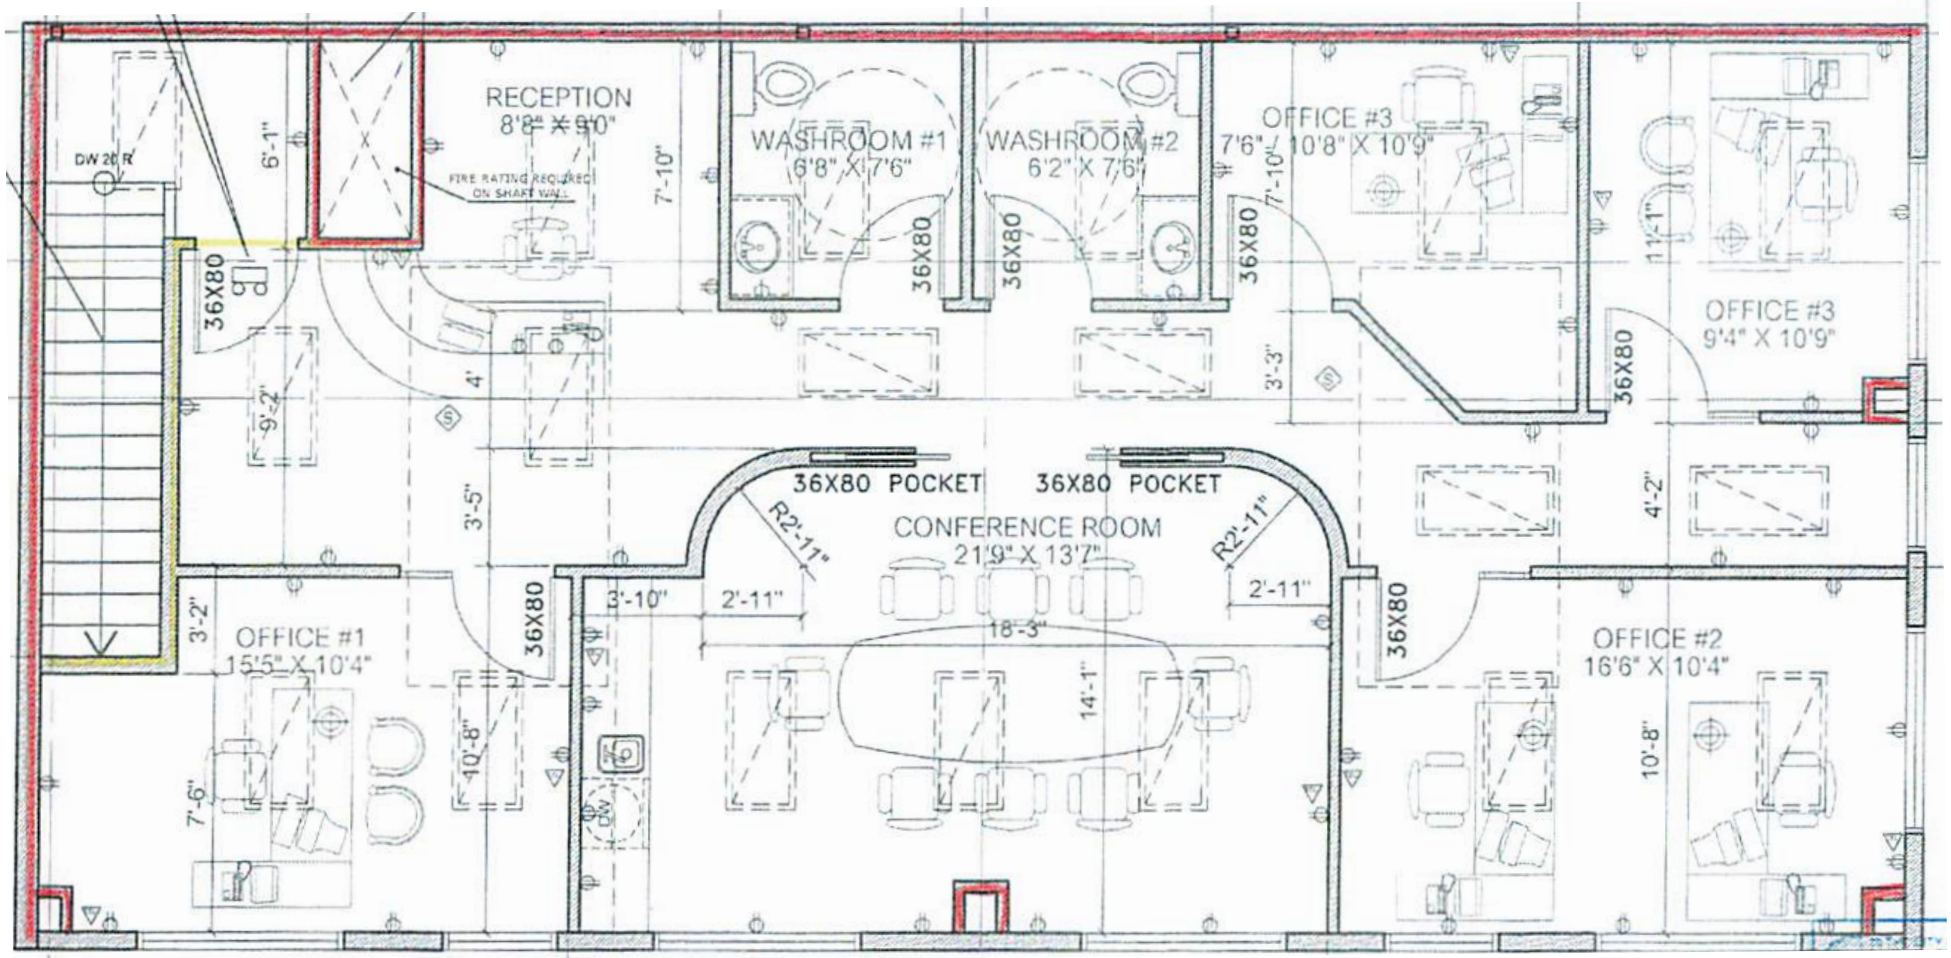 RECEPTION
8'8" X 9'0"
WASHROOM #1
6'8" X 7'6"
WASHROOM #2
6'2" X 7'6"
OFFICE #3
7'6" / 10'8" X 10'9"
6'-1"
7'-10"
7'-10"
11'-1"
DW 20 R
FIRE RATING REQUIRED
ON SHAFT WALL
36X80
36X80
36X80
36X80
OFFICE #3
9'4" X 10'9"
36X80
9'-2"
4'
3'-3"
S
S
3'-5"
36X80 POCKET
36X80 POCKET
R2'-11"
R2'-11"
CONFERENCE ROOM
21'9" X 13'7"
4'-2"
3'-2"
OFFICE #1
15'5" X 10'4"
36X80
3'-10"
2'-11"
2'-11"
18'-3"
36X80
OFFICE #2
16'6" X 10'4"
14'-1"
7'-6"
10'-8"
10'-8"
DW